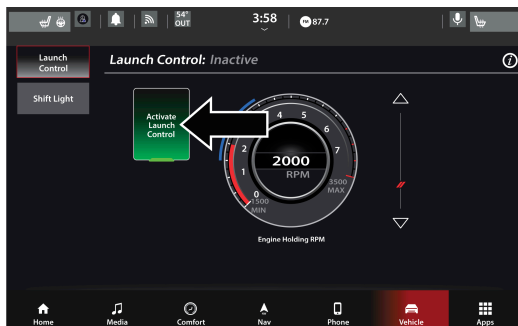 54°
OUT
3:58
FM 87.7
Launch
Control
Launch Control: Inactive
Shift Light
Activate
Launch
Control
0
1
2
4
5
6
7
2000
RPM
1500
MIN
3500
MAX
Engine Holding RPM
Home
Media
Comfort
Nav
Phone
Vehicle
Apps